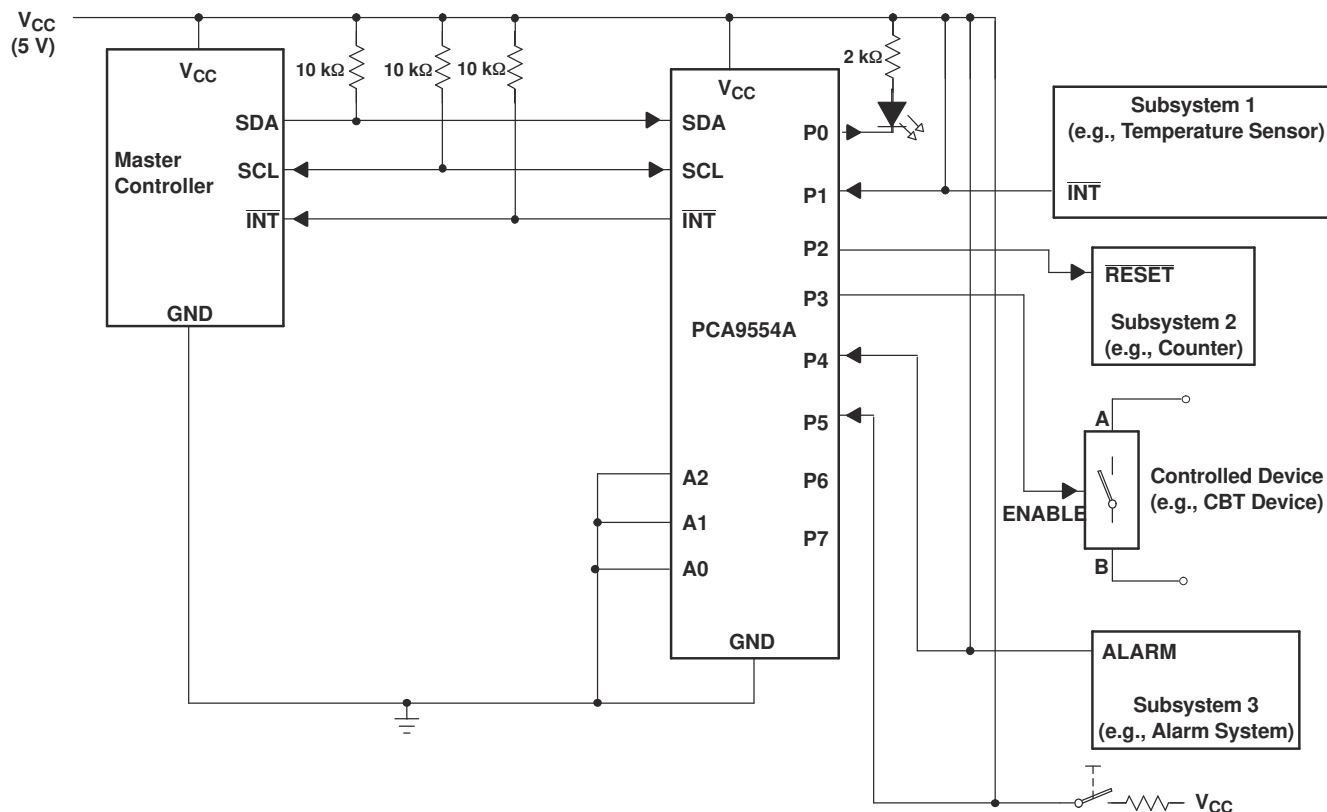 VCC
(5 V)
VCC
10 kΩ
10 kΩ
10 kΩ
VCC
2 kΩ
SDA
SDA
P0
Subsystem 1
(e.g., Temperature Sensor)
Master
Controller
SCL
SCL
INT
INT
P1
INT
P2
RESET
Subsystem 2
(e.g., Counter)
P3
GND
PCA9554A
P4
P5
A
Controlled Device
(e.g., CBT Device)
ENABLE
B
A2
P6
A1
P7
A0
GND
ALARM
Subsystem 3
(e.g., Alarm System)
VCC